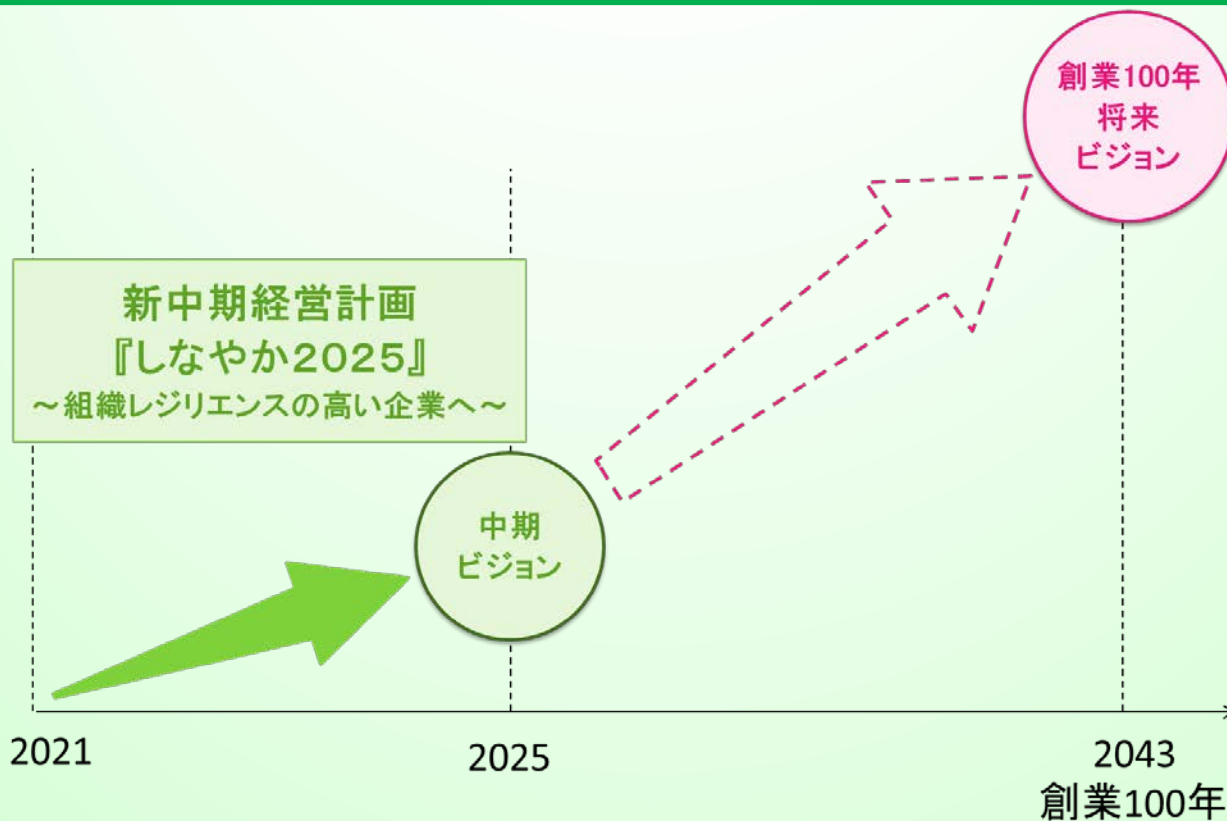 創業100年
将来
ビジョン
新中期経営計画
『しなやか2025』
～組織レジリエンスの高い企業へ～
中期
ビジョン
2021
2025
2043
創業100年